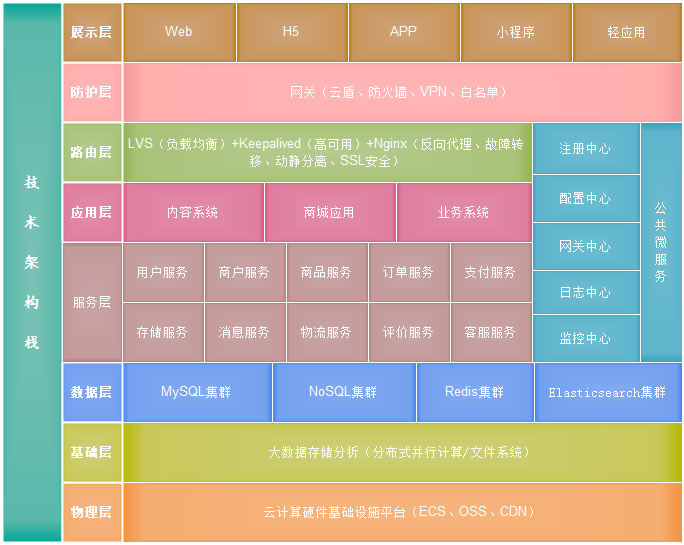 技术架构栈
展示层
Web
H5
APP
小程序
轻应用
防护层
网关（云盾、防火墙、VPN、白名单）
路由层
LVS（负载均衡）+Keepalived（高可用）+Nginx（反向代理、故障转
移、动静分离、SSL安全）
应用层
内容系统
商城应用
业务系统
服务层
用户服务
商户服务
商品服务
订单服务
支付服务
存储服务
消息服务
物流服务
评价服务
客服服务
注册中心
配置中心
网关中心
日志中心
监控中心
公共微服务
数据层
MySQL集群
NoSQL集群
Redis集群
Elasticsearch集群
基础层
大数据存储分析（分布式并行计算/文件系统）
物理层
云计算硬件基础设施平台（ECS、OSS、CDN）